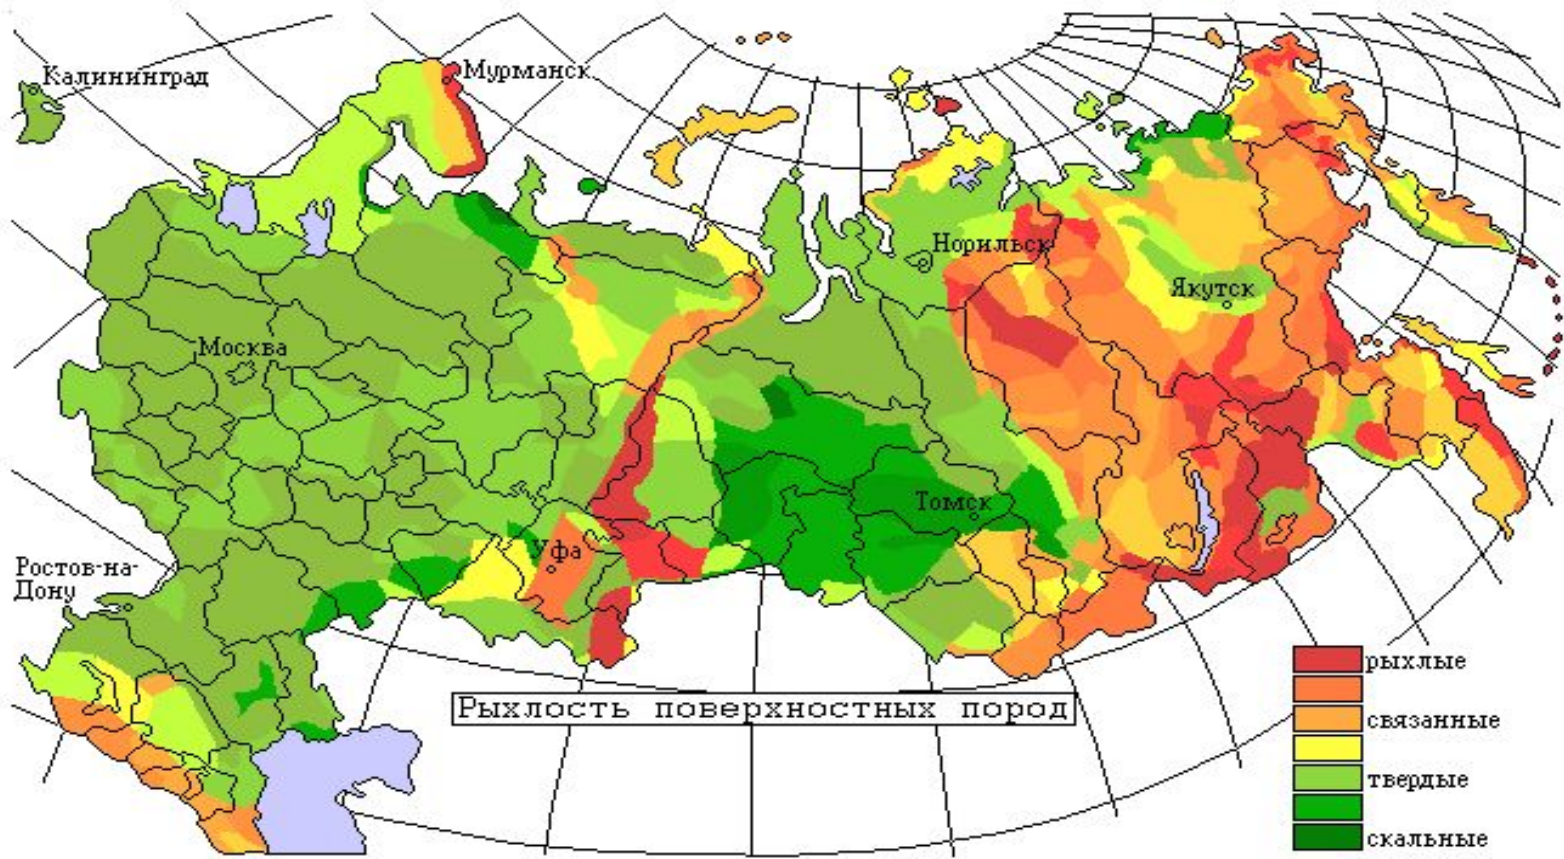 Калининград
Мурманск
Норильск
Якутск
Москва
Томск
Уфа
Ростов-на-
Дону
Рыхлость поверхностных пород
рыхлые
связанные
твердые
скальные